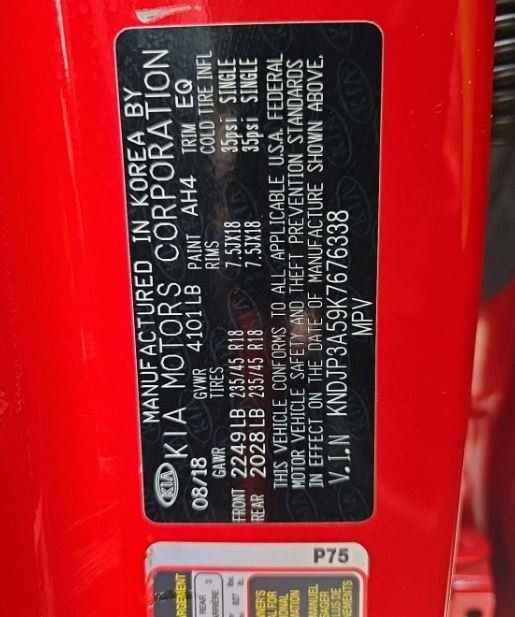 MANUFACTURED IN KOREA BY
KIA KIA MOTORS CORPORATION
08/18 GVWR 4101LB PAINT AH4 TRIM EQ
GAWR TIRES RIMS COLD TIRE INFL
FRONT 2249LB 235/45 R18 7.5JX18 35psi SINGLE
REAR 2028LB 235/45 R18 7.5JX18 35psi SINGLE
THIS VEHICLE CONFORMS TO ALL APPLICABLE U.S.A. FEDERAL
MOTOR VEHICLE SAFETY AND THEFT PREVENTION STANDARDS
IN EFFECT ON THE DATE OF MANUFACTURE SHOWN ABOVE.
V.I.N KNDJP3A59K7676338
MPV
P75
REAR 3
827